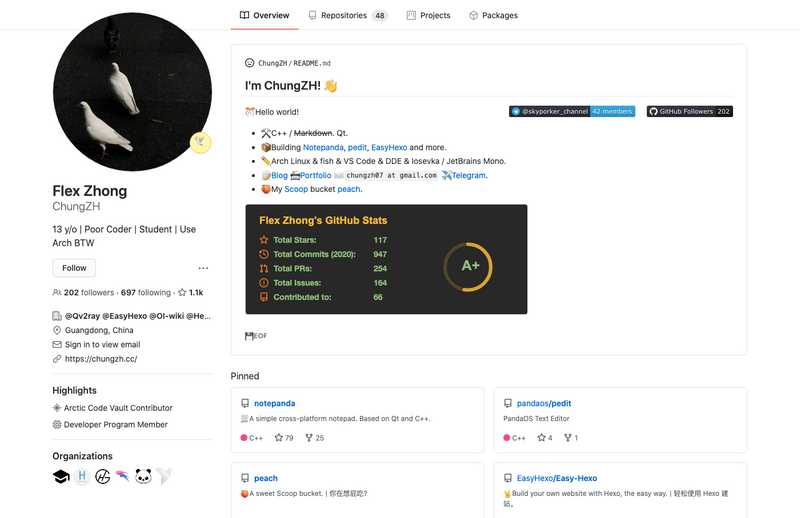 Overview
Repositories 48
Projects
Packages
Flex Zhong
ChungZH
13 y/o | Poor Coder | Student | Use
Arch BTW
Follow
202 followers · 697 following · 1.1k
@Qv2ray @EasyHexo @OI-wiki @He...
Guangdong, China
Sign in to view email
https://chungzh.cc/
Highlights
Arctic Code Vault Contributor
Developer Program Member
Organizations
ChungZH / README.md
I'm ChungZH! 👋
🎊Hello world!
@skyporker_channel 42 members
GitHub Followers 202
🛠C++ / Markdown. Qt.
📦Building Notepanda, pedit, EasyHexo and more.
✏️Arch Linux & fish & VS Code & DDE & Iosevka / JetBrains Mono.
📝Blog 📇Portfolio ✉️ chungzh07 at gmail.com ✈️Telegram.
🍑My Scoop bucket peach.
Flex Zhong's GitHub Stats
Total Stars: 117
Total Commits (2020): 947
Total PRs: 254
Total Issues: 164
Contributed to: 66
A+
💾EOF
Pinned
notepanda
📃A simple cross-platform notepad. Based on Qt and C++.
C++ 79 25
pandaos/pedit
PandaOS Text Editor
C++ 4 1
peach
🍑A sweet Scoop bucket. | 你在想屁吃?
EasyHexo/Easy-Hexo
🤘Build your own website with Hexo, the easy way. | 轻松使用 Hexo 建
站。